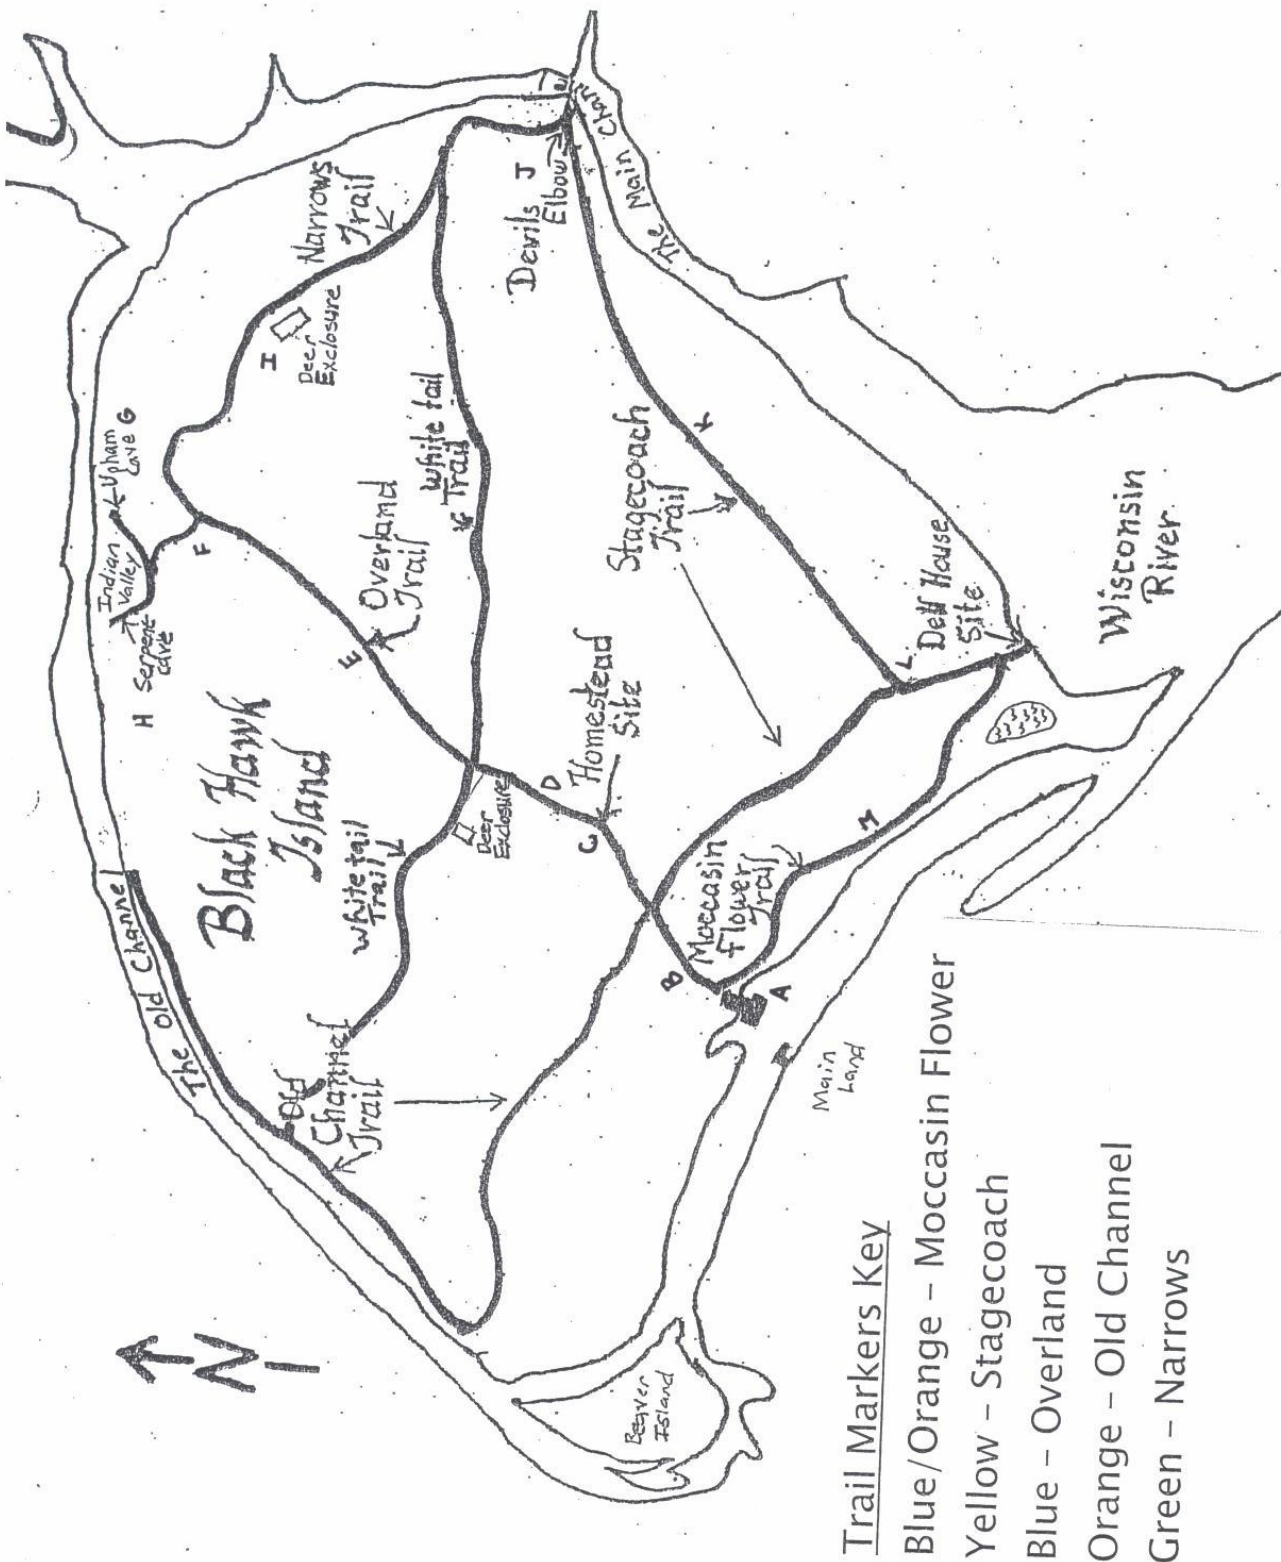 The Old Channel
Black Hawk
Island
H
Serpent
Cave
Indian
Valley
Upham
Cave G
F
I
Deer
Exclosure
Narrows
Trail
Old
Channel
Trail
White tail
Trail
E
Overland
Trail
White tail
Trail
Deer
Exclosure
D
C
Homestead
Site
Devils J
Elbow
The Main Chan
Stagecoach
Trail
K
B
Moccasin
Flower
Trail
A
M
L
Dell House
Site
Beaver
Island
Main
Land
Wisconsin
River
N
Trail Markers Key
Blue/Orange – Moccasin Flower
Yellow – Stagecoach
Blue – Overland
Orange – Old Channel
Green – Narrows